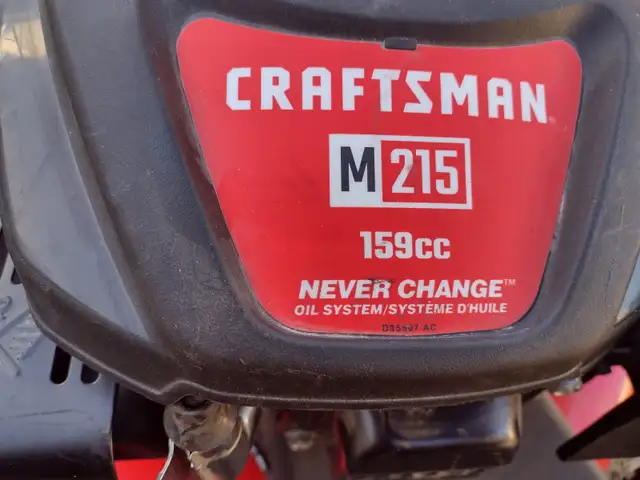 CRAFTSMAN
M215
159cc
NEVER CHANGE™
OIL SYSTEM/SYSTÈME D'HUILE